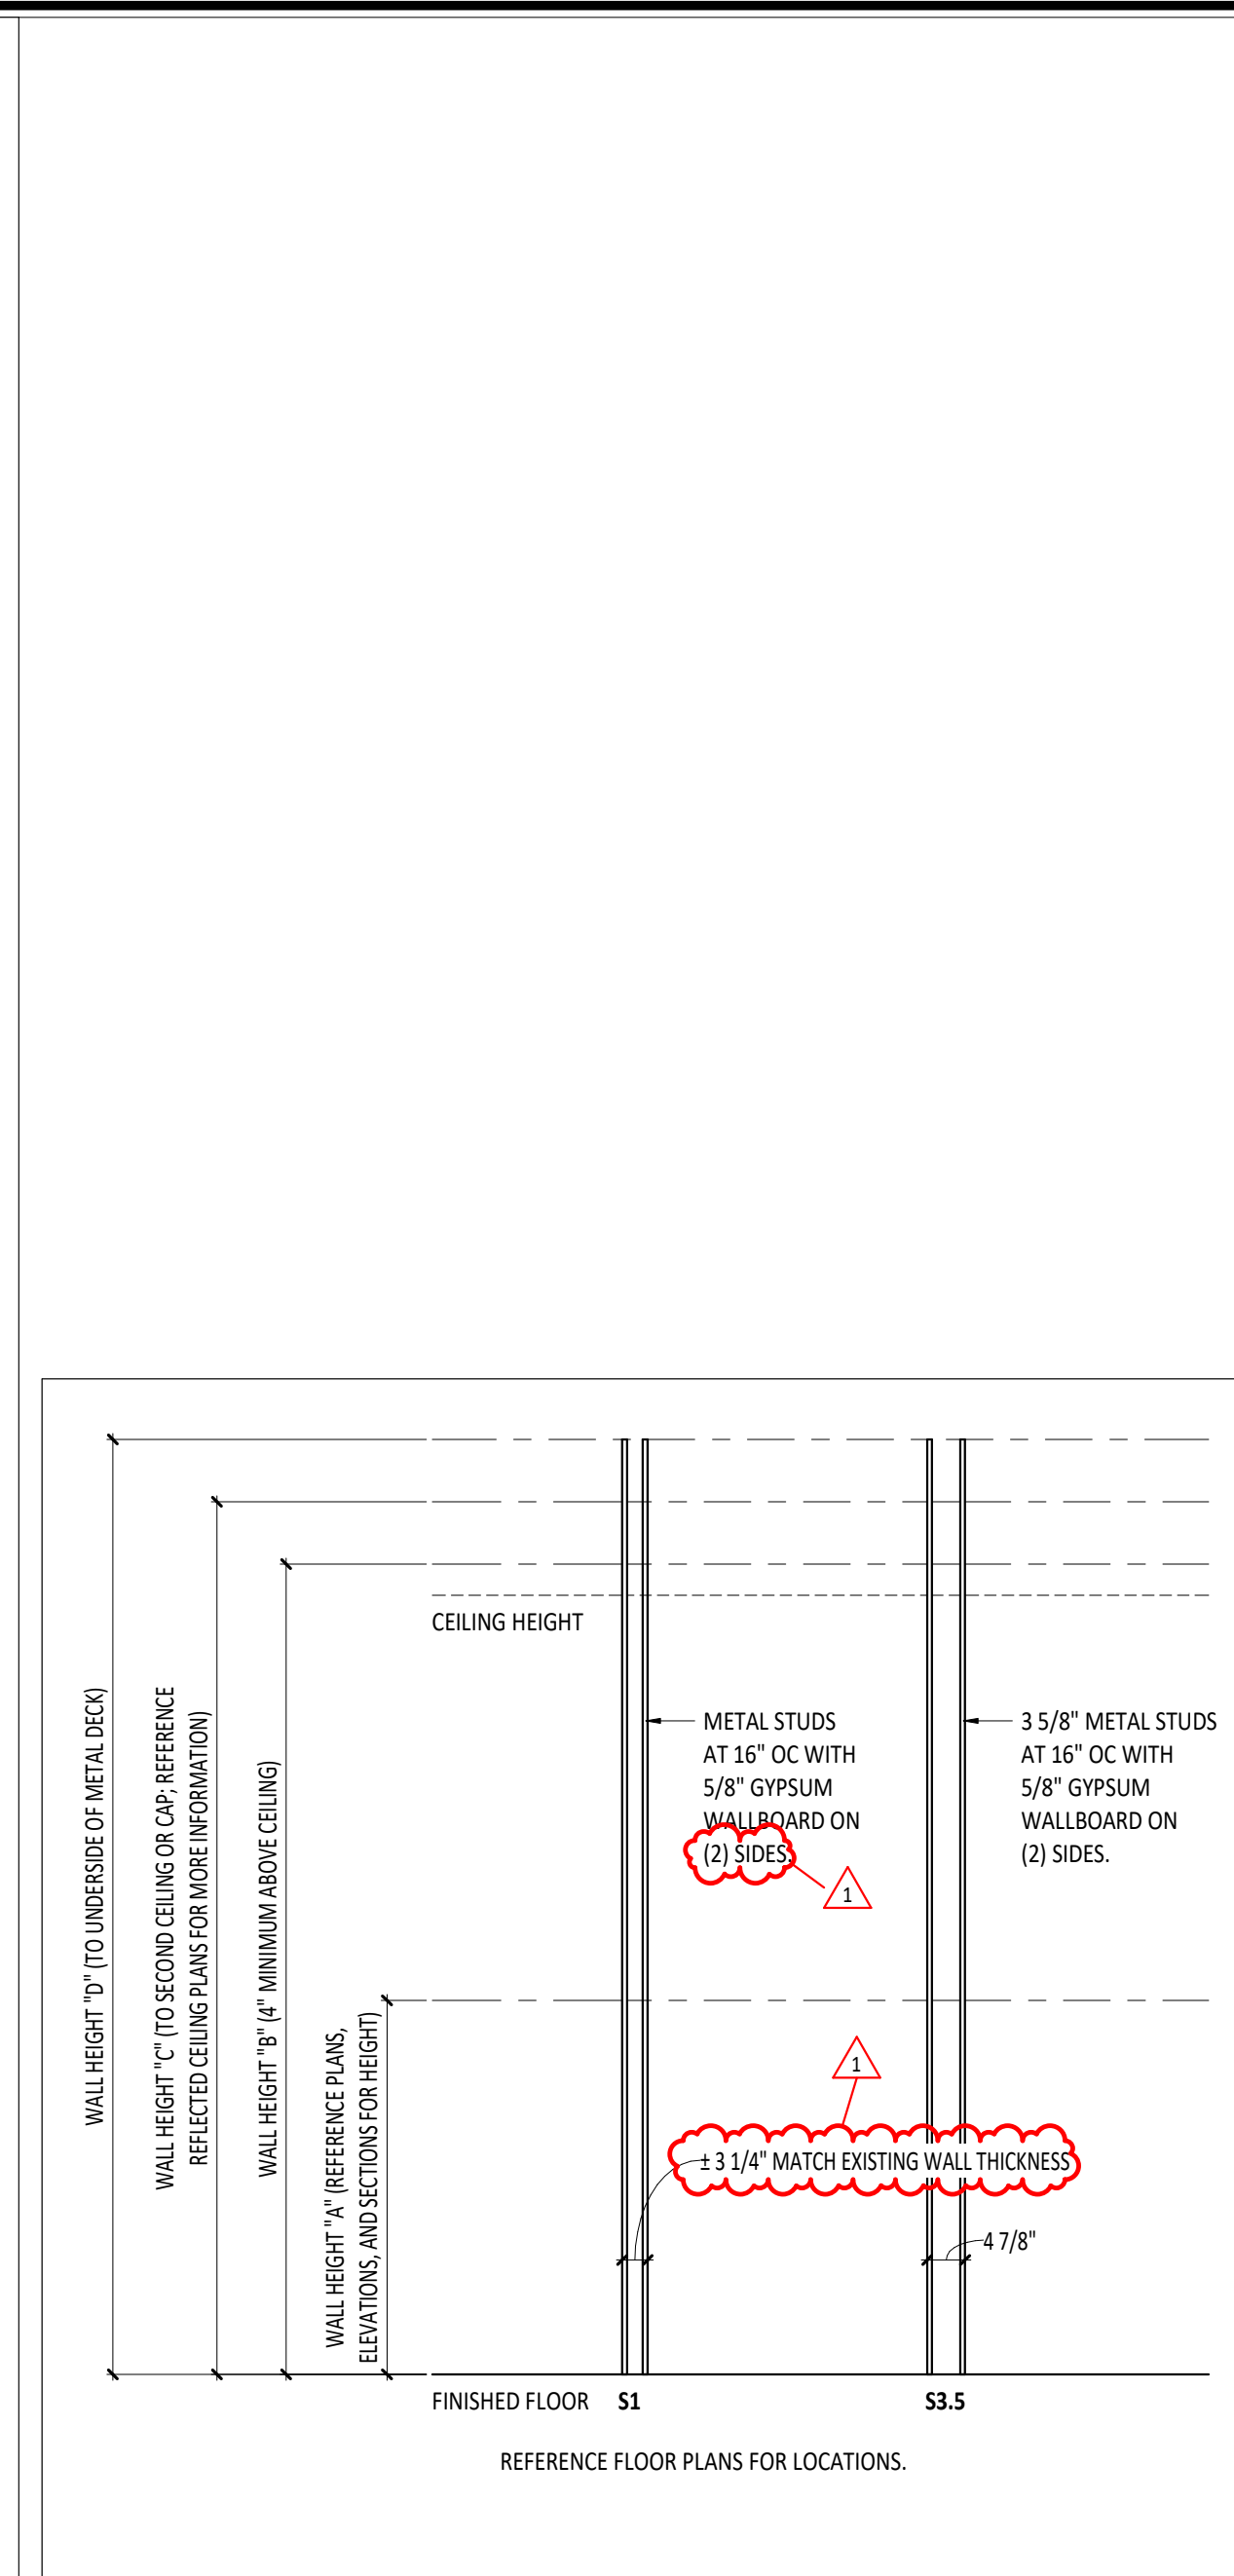 WALL HEIGHT "D" (TO UNDERSIDE OF METAL DECK)
WALL HEIGHT "C" (TO SECOND CEILING OR CAP; REFERENCE
REFLECTED CEILING PLANS FOR MORE INFORMATION)
WALL HEIGHT "B" (4" MINIMUM ABOVE CEILING)
WALL HEIGHT "A" (REFERENCE PLANS,
ELEVATIONS, AND SECTIONS FOR HEIGHT)
CEILING HEIGHT
METAL STUDS
AT 16" OC WITH
5/8" GYPSUM
WALLBOARD ON
(2) SIDES.
1
3 5/8" METAL STUDS
AT 16" OC WITH
5/8" GYPSUM
WALLBOARD ON
(2) SIDES.
1
± 3 1/4" MATCH EXISTING WALL THICKNESS
4 7/8"
FINISHED FLOOR
S1
S3.5
REFERENCE FLOOR PLANS FOR LOCATIONS.